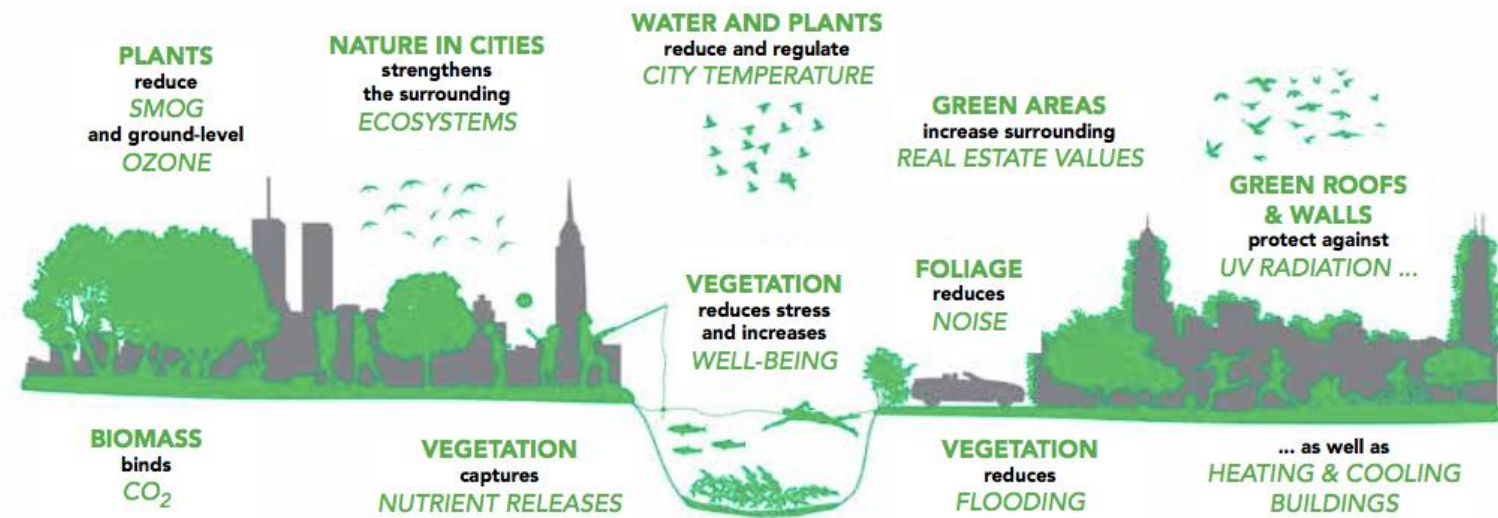 PLANTS
reduce
SMOG
and ground-level
OZONE
NATURE IN CITIES
strengthens
the surrounding
ECOSYSTEMS
WATER AND PLANTS
reduce and regulate
CITY TEMPERATURE
GREEN AREAS
increase surrounding
REAL ESTATE VALUES
GREEN ROOFS
& WALLS
protect against
UV RADIATION ...
VEGETATION
reduces stress
and increases
WELL-BEING
FOLIAGE
reduces
NOISE
BIOMASS
binds
CO₂
VEGETATION
captures
NUTRIENT RELEASES
VEGETATION
reduces
FLOODING
... as well as
HEATING & COOLING
BUILDINGS